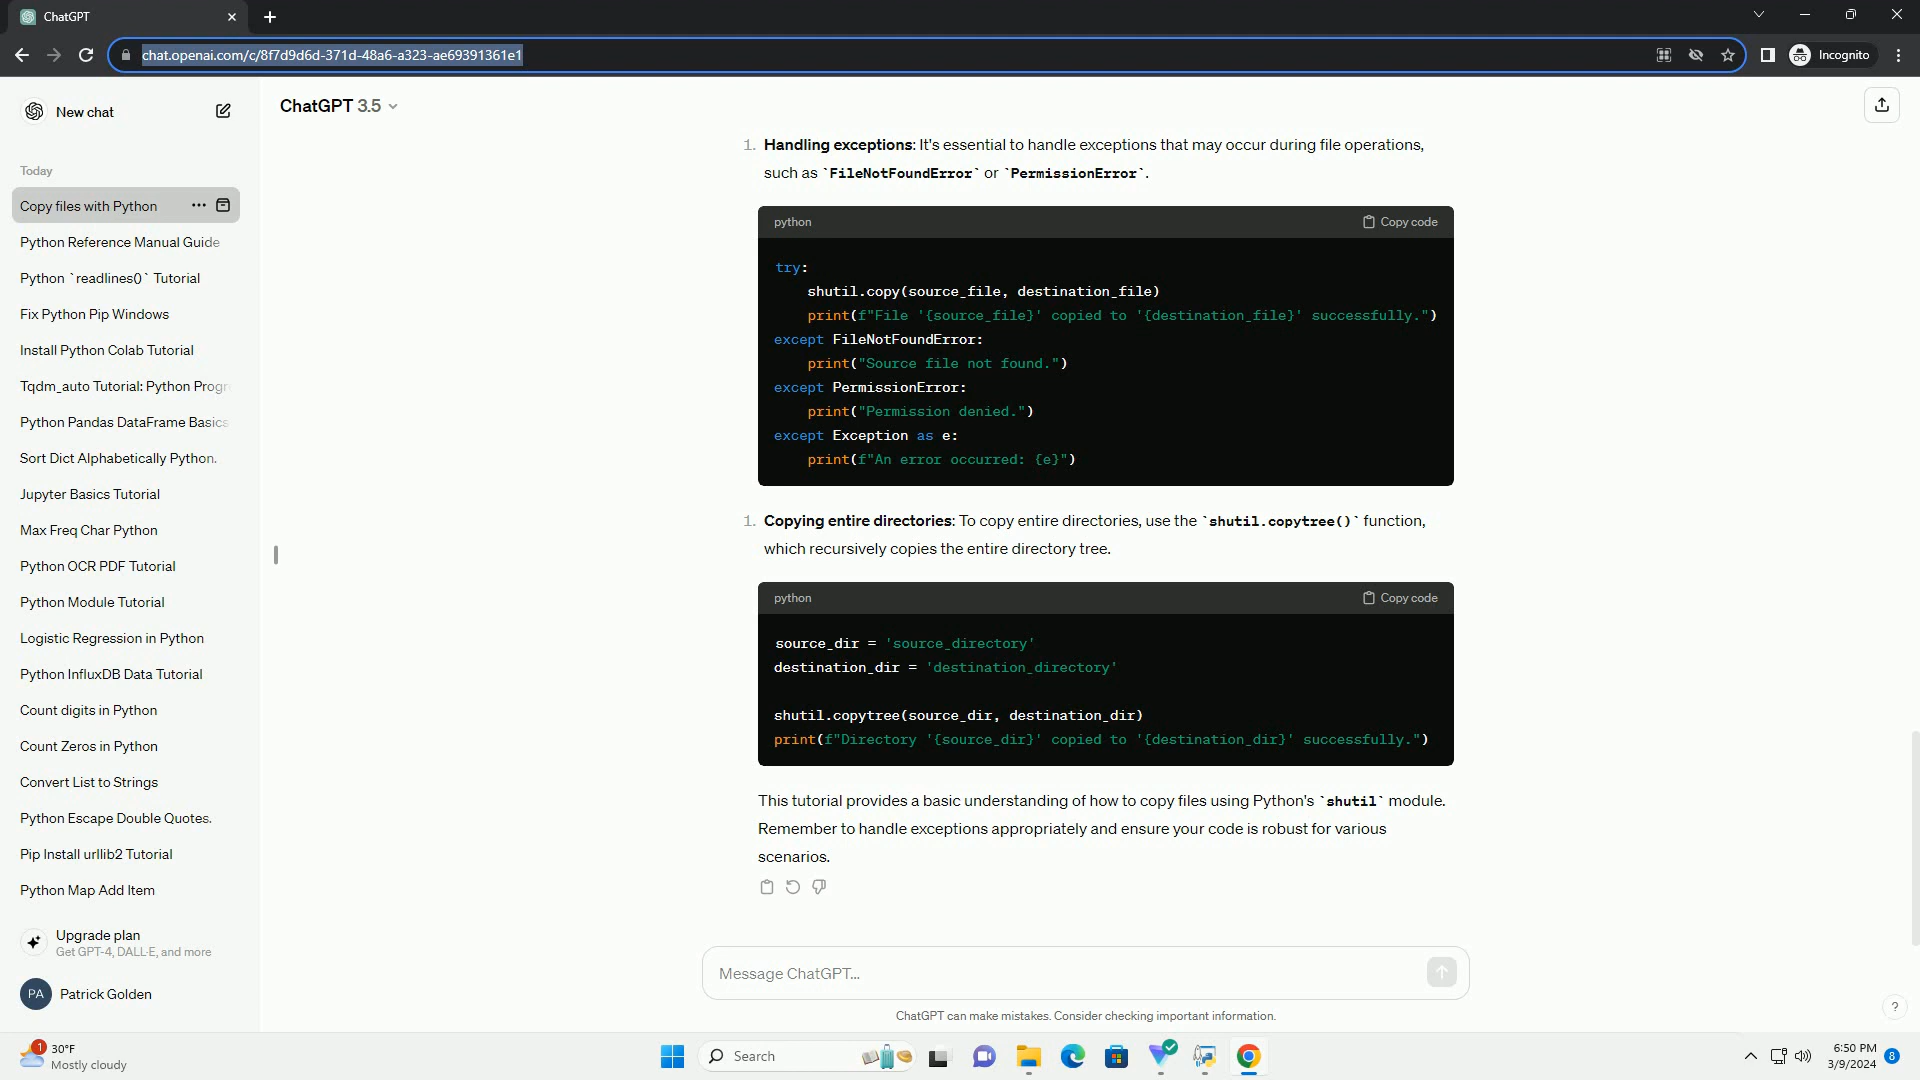 ChatGPT
chat.openai.com/c/8f7d9d6d-371d-48a6-a323-ae69391361e1
Incognito
New chat
Today
Copy files with Python
Python Reference Manual Guide
Python `readlines()` Tutorial
Fix Python Pip Windows
Install Python Colab Tutorial
Tqdm_auto Tutorial: Python Progr
Python Pandas DataFrame Basics
Sort Dict Alphabetically Python.
Jupyter Basics Tutorial
Max Freq Char Python
Python OCR PDF Tutorial
Python Module Tutorial
Logistic Regression in Python
Python InfluxDB Data Tutorial
Count digits in Python
Count Zeros in Python
Convert List to Strings
Python Escape Double Quotes.
Pip Install urllib2 Tutorial
Python Map Add Item
Upgrade plan
Get GPT-4, DALL·E, and more
PA Patrick Golden
ChatGPT 3.5
1. Handling exceptions: It's essential to handle exceptions that may occur during file operations,
such as `FileNotFoundError` or `PermissionError`.
python Copy code
try:
    shutil.copy(source_file, destination_file)
    print(f"File '{source_file}' copied to '{destination_file}' successfully.")
except FileNotFoundError:
    print("Source file not found.")
except PermissionError:
    print("Permission denied.")
except Exception as e:
    print(f"An error occurred: {e}")
1. Copying entire directories: To copy entire directories, use the `shutil.copytree()` function,
which recursively copies the entire directory tree.
python Copy code
source_dir = 'source_directory'
destination_dir = 'destination_directory'
shutil.copytree(source_dir, destination_dir)
print(f"Directory '{source_dir}' copied to '{destination_dir}' successfully.")
This tutorial provides a basic understanding of how to copy files using Python's `shutil` module.
Remember to handle exceptions appropriately and ensure your code is robust for various
scenarios.
Message ChatGPT...
ChatGPT can make mistakes. Consider checking important information.
?
1
30°F
Mostly cloudy
Search
6:50 PM
3/9/2024
8